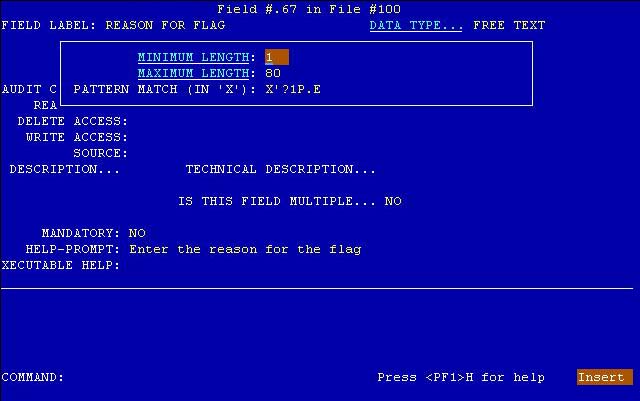 Field #.67 in File #100
FIELD LABEL: REASON FOR FLAG DATA TYPE... FREE TEXT
MINIMUM LENGTH: 1
MAXIMUM LENGTH: 80
AUDIT C PATTERN MATCH (IN 'X'): X'?1P.E
REA
DELETE ACCESS:
WRITE ACCESS:
SOURCE:
DESCRIPTION... TECHNICAL DESCRIPTION...
IS THIS FIELD MULTIPLE... NO
MANDATORY: NO
HELP-PROMPT: Enter the reason for the flag
XECUTABLE HELP:
COMMAND: Press <PF1>H for help Insert